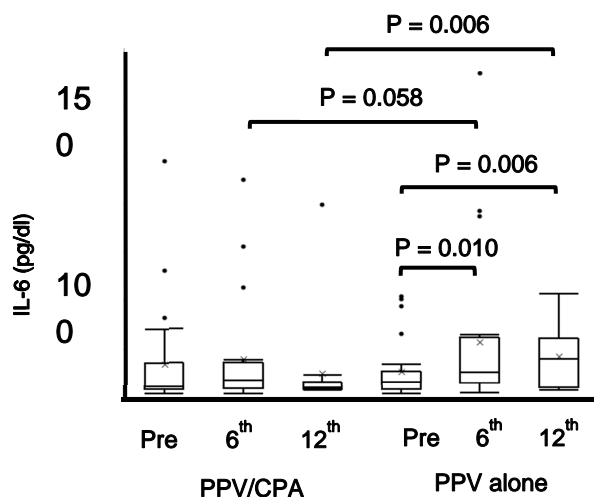 P = 0.006
15
0
P = 0.058
P = 0.006
IL-6 (pg/dl)
P = 0.010
10
0
Pre 6th 12th Pre 6th 12th
PPV/CPA PPV alone